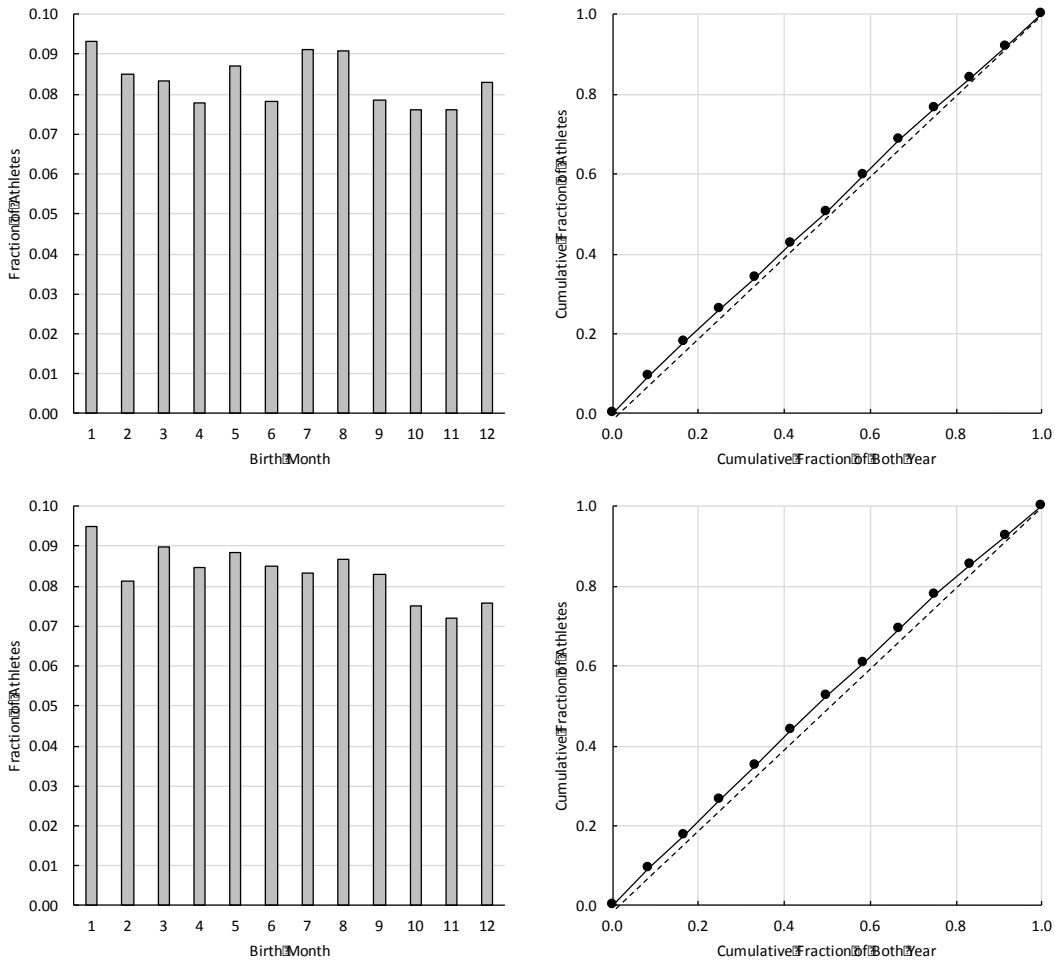 0.10
0.09
0.08
0.07
0.06
0.05
0.04
0.03
0.02
0.01
0.00
1 2 3 4 5 6 7 8 9 10 11 12
Birth Month
Fraction of Athletes
1.0
0.8
0.6
0.4
0.2
0.0
0.0 0.2 0.4 0.6 0.8 1.0
Cumulative Fraction of Both Year
Cumulative Fraction of Athletes
0.10
0.09
0.08
0.07
0.06
0.05
0.04
0.03
0.02
0.01
0.00
1 2 3 4 5 6 7 8 9 10 11 12
Birth Month
Fraction of Athletes
1.0
0.8
0.6
0.4
0.2
0.0
0.0 0.2 0.4 0.6 0.8 1.0
Cumulative Fraction of Both Year
Cumulative Fraction of Athletes